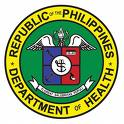 REPUBLIC OF THE PHILIPPINES
DEPARTMENT OF HEALTH